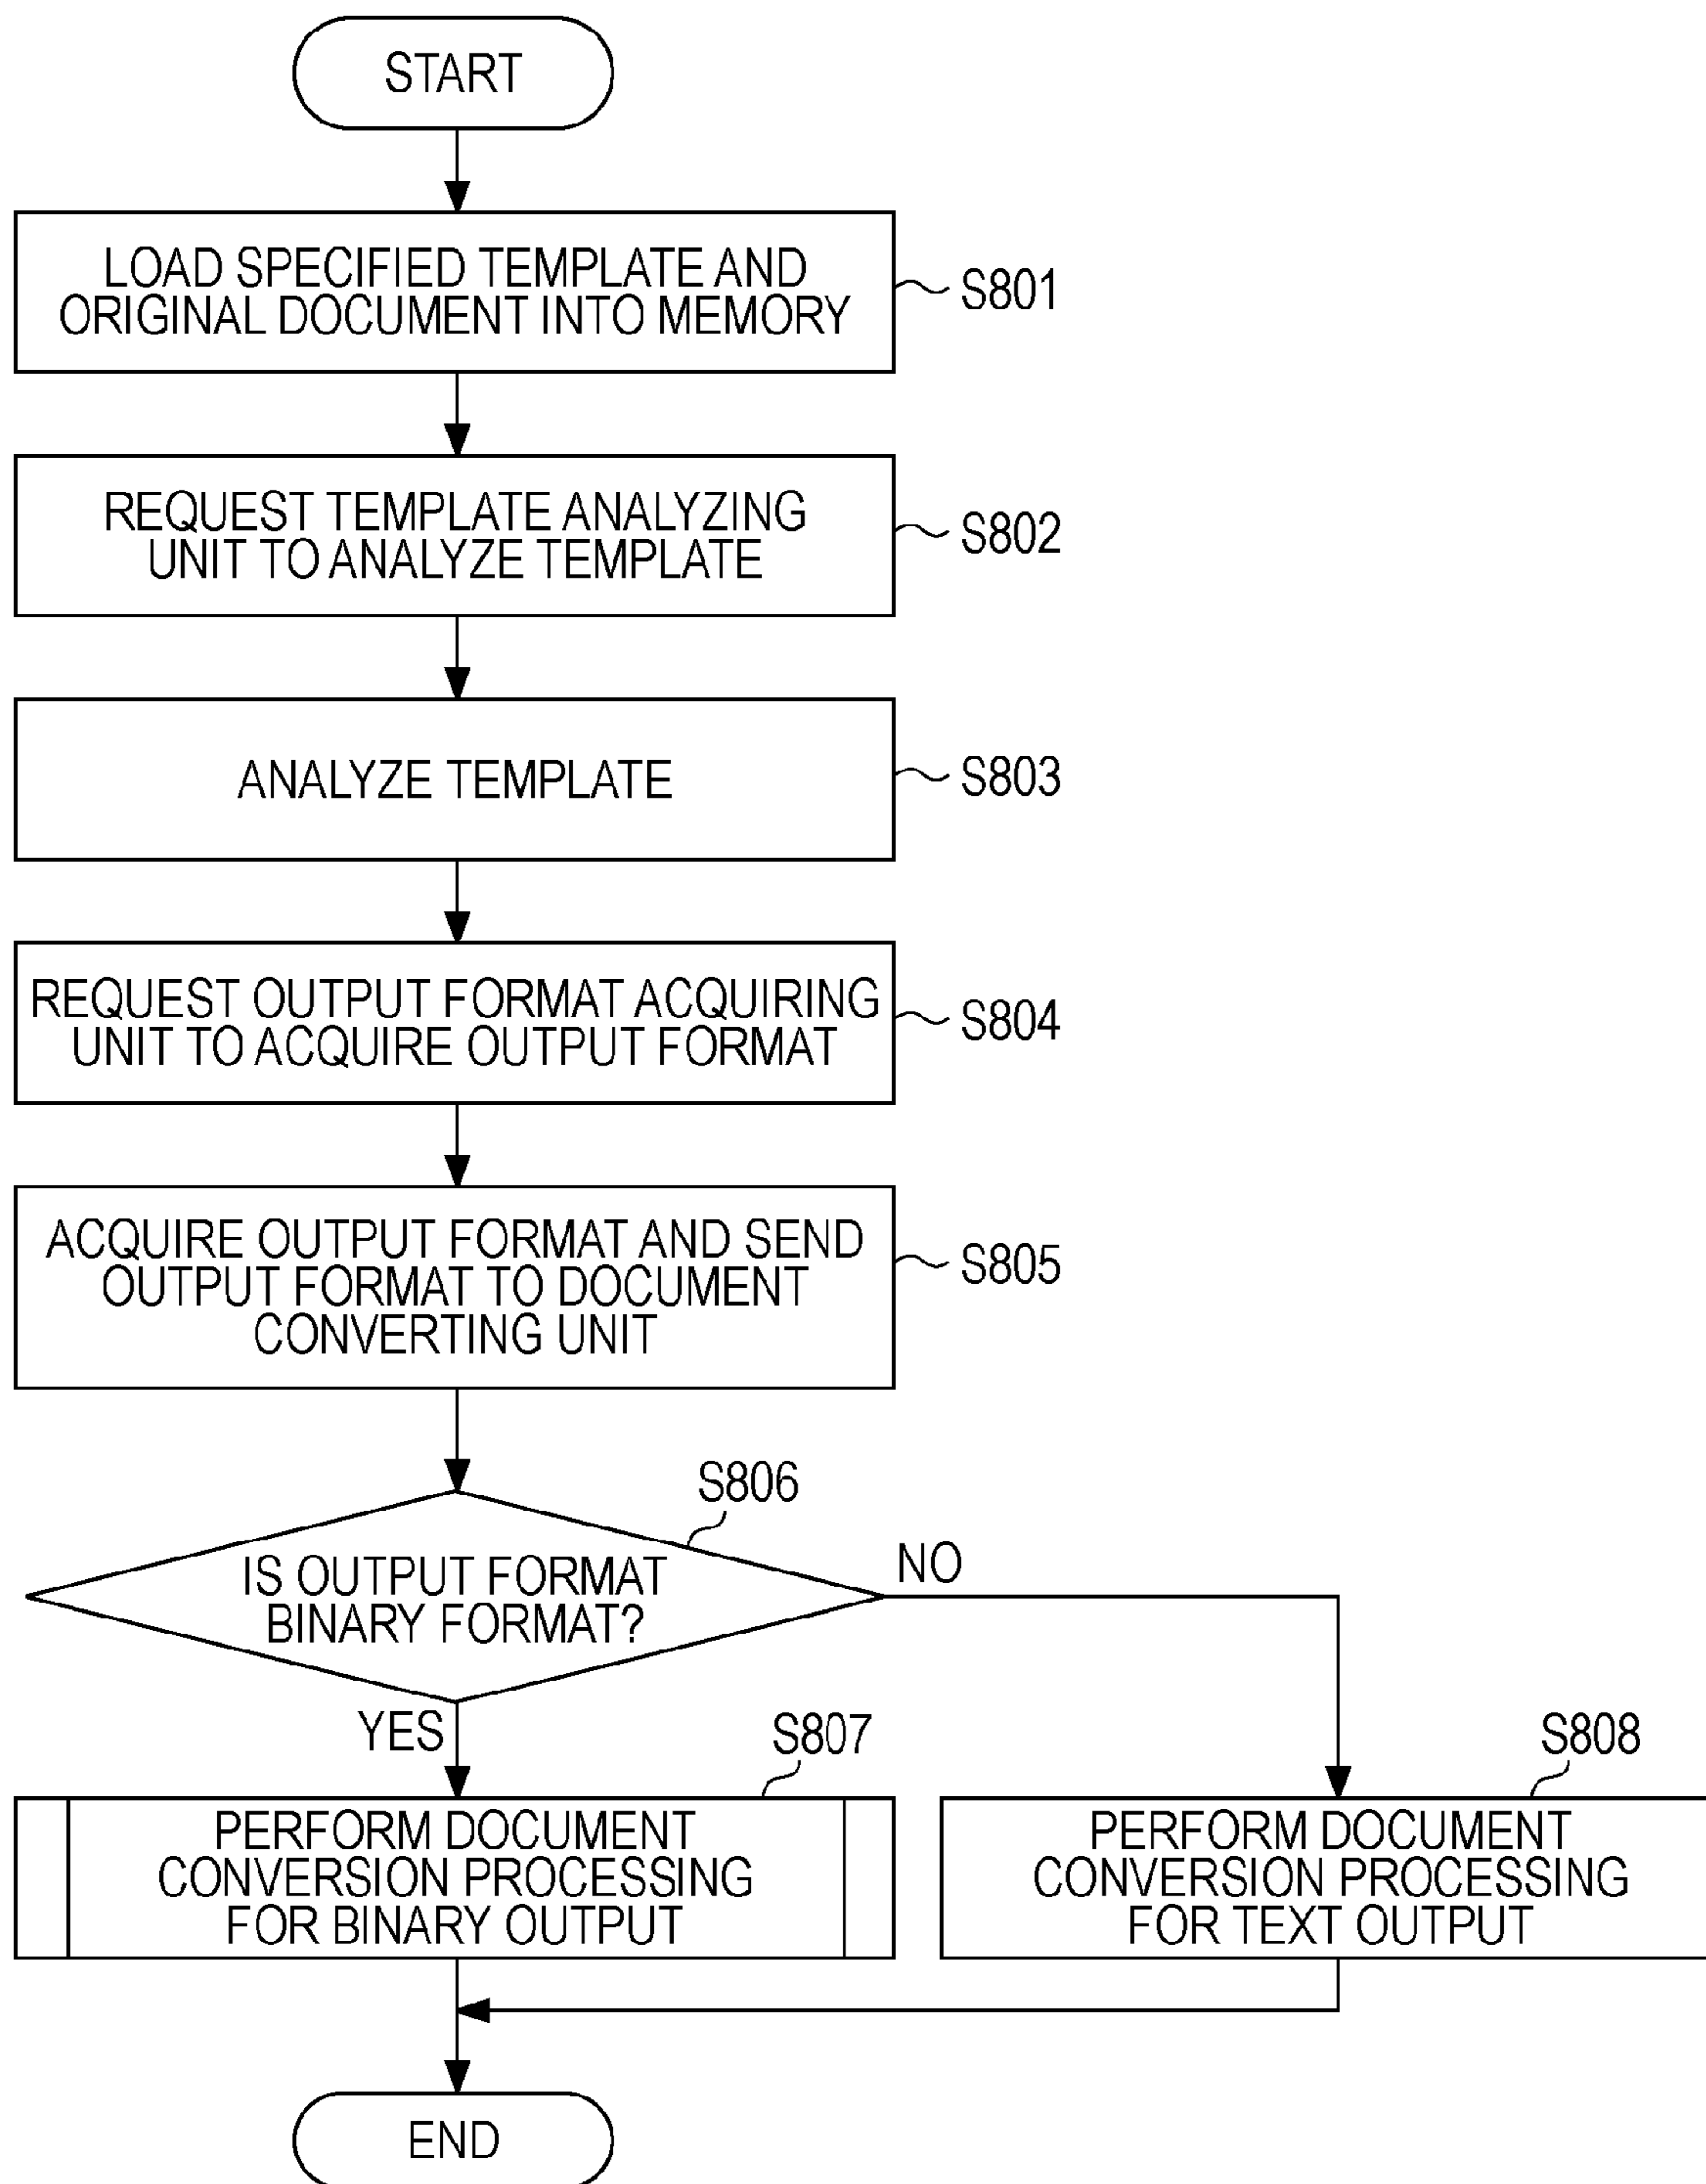 START
LOAD SPECIFIED TEMPLATE AND
ORIGINAL DOCUMENT INTO MEMORY
S801
REQUEST TEMPLATE ANALYZING
UNIT TO ANALYZE TEMPLATE
S802
ANALYZE TEMPLATE
S803
REQUEST OUTPUT FORMAT ACQUIRING
UNIT TO ACQUIRE OUTPUT FORMAT
S804
ACQUIRE OUTPUT FORMAT AND SEND
OUTPUT FORMAT TO DOCUMENT
CONVERTING UNIT
S805
S806
IS OUTPUT FORMAT
BINARY FORMAT?
NO
YES
S807
PERFORM DOCUMENT
CONVERSION PROCESSING
FOR BINARY OUTPUT
S808
PERFORM DOCUMENT
CONVERSION PROCESSING
FOR TEXT OUTPUT
END